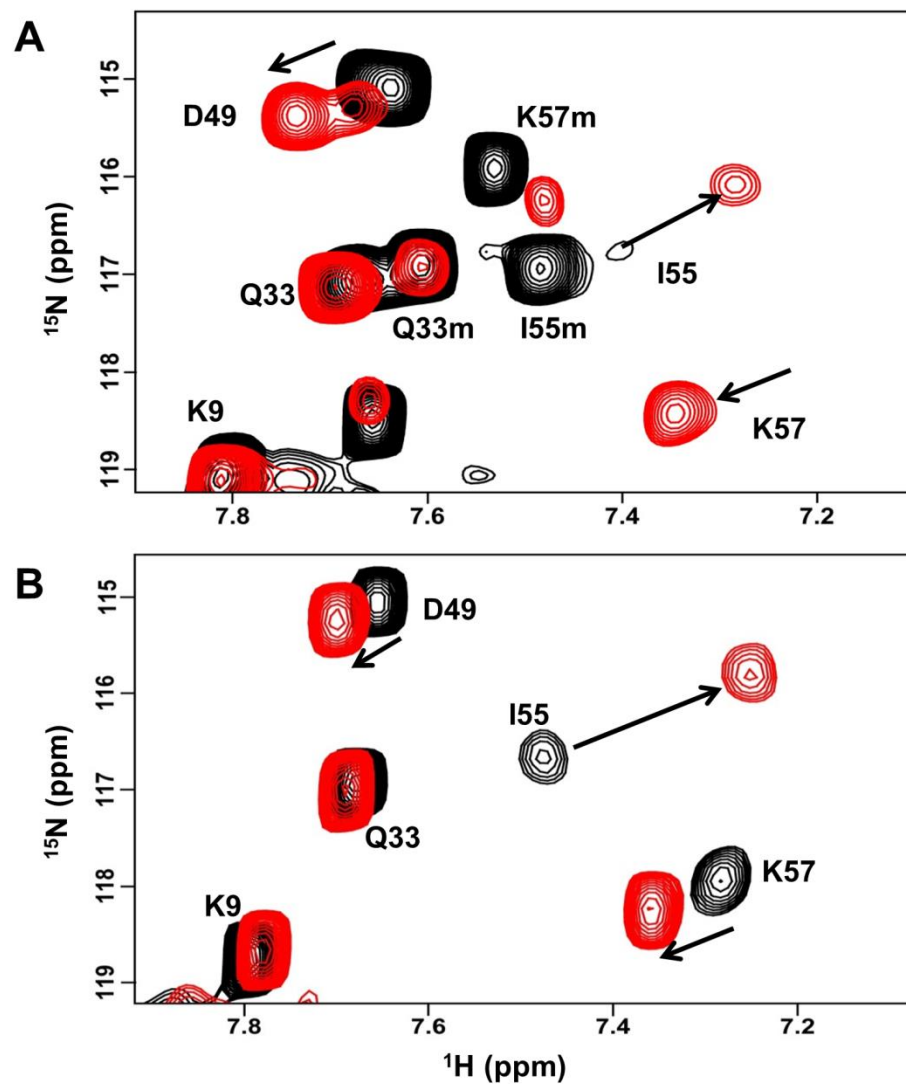 A
115
116
117
118
119
15N (ppm)
D49
K57m
I55
Q33
Q33m
I55m
K9
K57
7.8
7.6
7.4
7.2
B
115
116
117
118
119
15N (ppm)
D49
I55
Q33
K57
K9
7.8
7.6
7.4
7.2
1H (ppm)